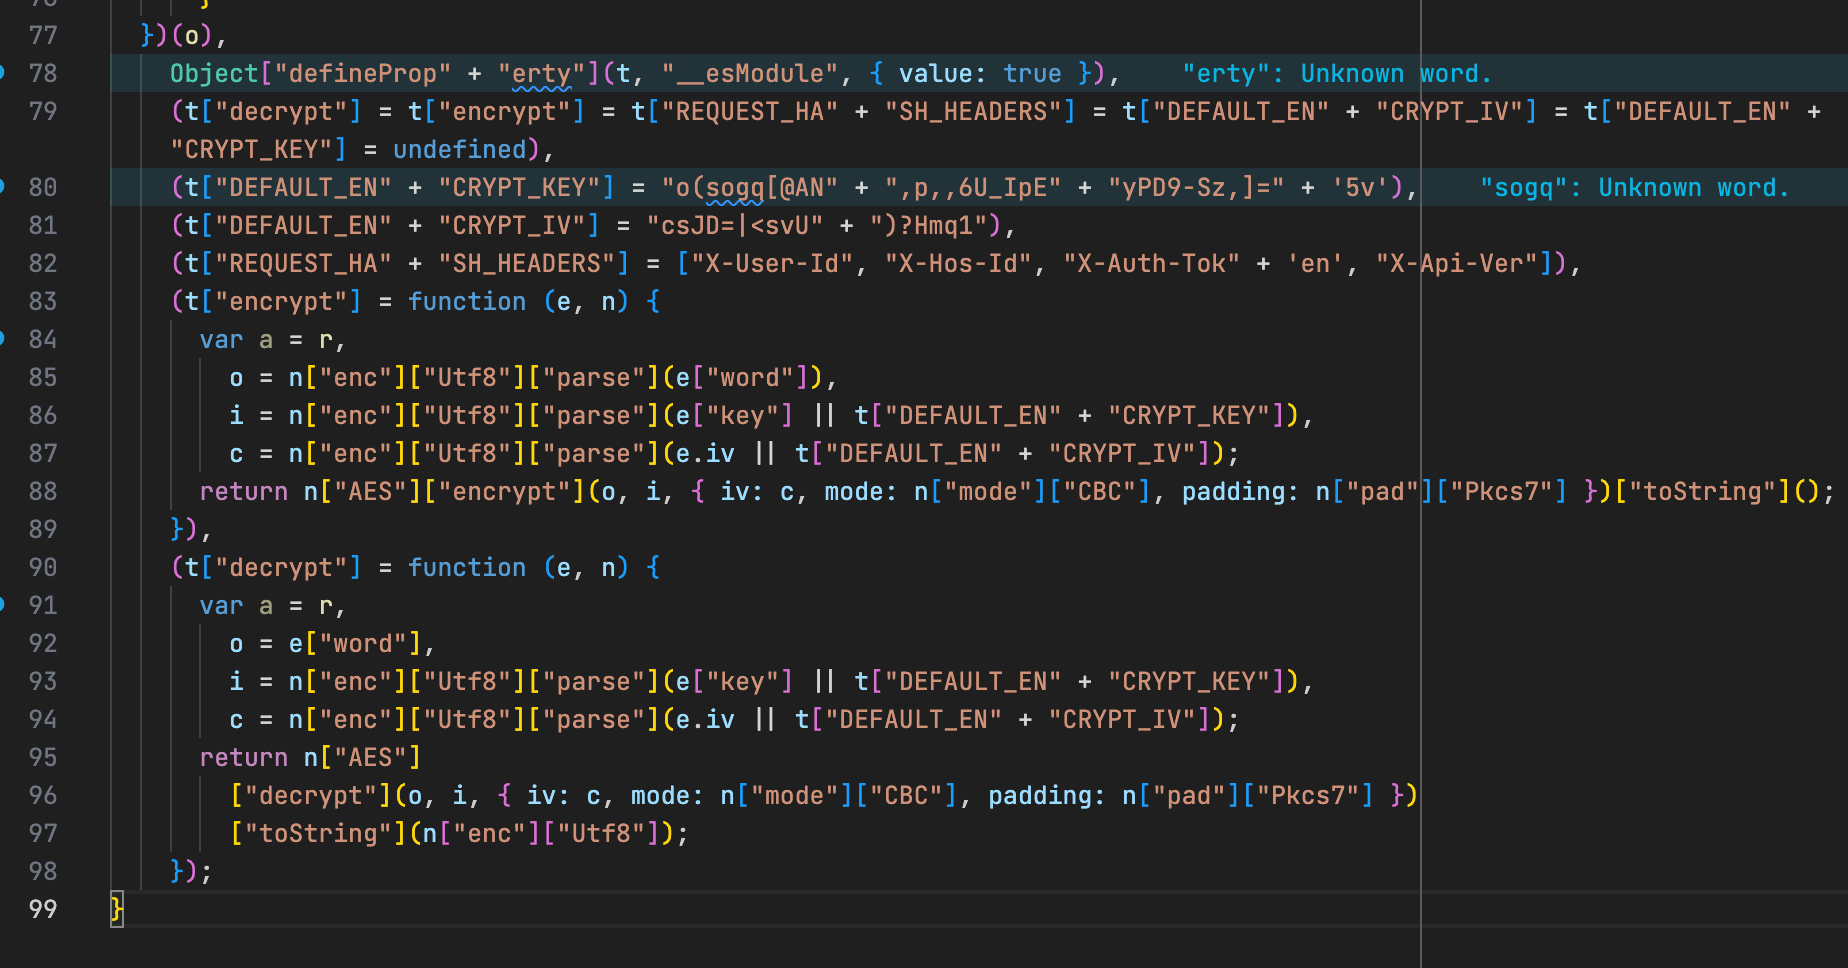 77 })(o),
78 Object["defineProp" + "erty"](t, "__esModule", { value: true }), "erty": Unknown word.
79 (t["decrypt"] = t["encrypt"] = t["REQUEST_HA" + "SH_HEADERS"] = t["DEFAULT_EN" + "CRYPT_IV"] = t["DEFAULT_EN" +
"CRYPT_KEY"] = undefined),
80 (t["DEFAULT_EN" + "CRYPT_KEY"] = "o(sogq[@AN" + ",p,,6U_IpE" + "yPD9-Sz,]=" + '5v'), "sogq": Unknown word.
81 (t["DEFAULT_EN" + "CRYPT_IV"] = "csJD=|<svU" + ")?Hmq1"),
82 (t["REQUEST_HA" + "SH_HEADERS"] = ["X-User-Id", "X-Hos-Id", "X-Auth-Tok" + 'en', "X-Api-Ver"]),
83 (t["encrypt"] = function (e, n) {
84 var a = r,
85 o = n["enc"]["Utf8"]["parse"](e["word"]),
86 i = n["enc"]["Utf8"]["parse"](e["key"] || t["DEFAULT_EN" + "CRYPT_KEY"]),
87 c = n["enc"]["Utf8"]["parse"](e.iv || t["DEFAULT_EN" + "CRYPT_IV"]);
88 return n["AES"]["encrypt"](o, i, { iv: c, mode: n["mode"]["CBC"], padding: n["pad"]["Pkcs7"] })["toString"]();
89 }),
90 (t["decrypt"] = function (e, n) {
91 var a = r,
92 o = e["word"],
93 i = n["enc"]["Utf8"]["parse"](e["key"] || t["DEFAULT_EN" + "CRYPT_KEY"]),
94 c = n["enc"]["Utf8"]["parse"](e.iv || t["DEFAULT_EN" + "CRYPT_IV"]);
95 return n["AES"]
96 ["decrypt"](o, i, { iv: c, mode: n["mode"]["CBC"], padding: n["pad"]["Pkcs7"] })
97 ["toString"](n["enc"]["Utf8"]);
98 });
99 }